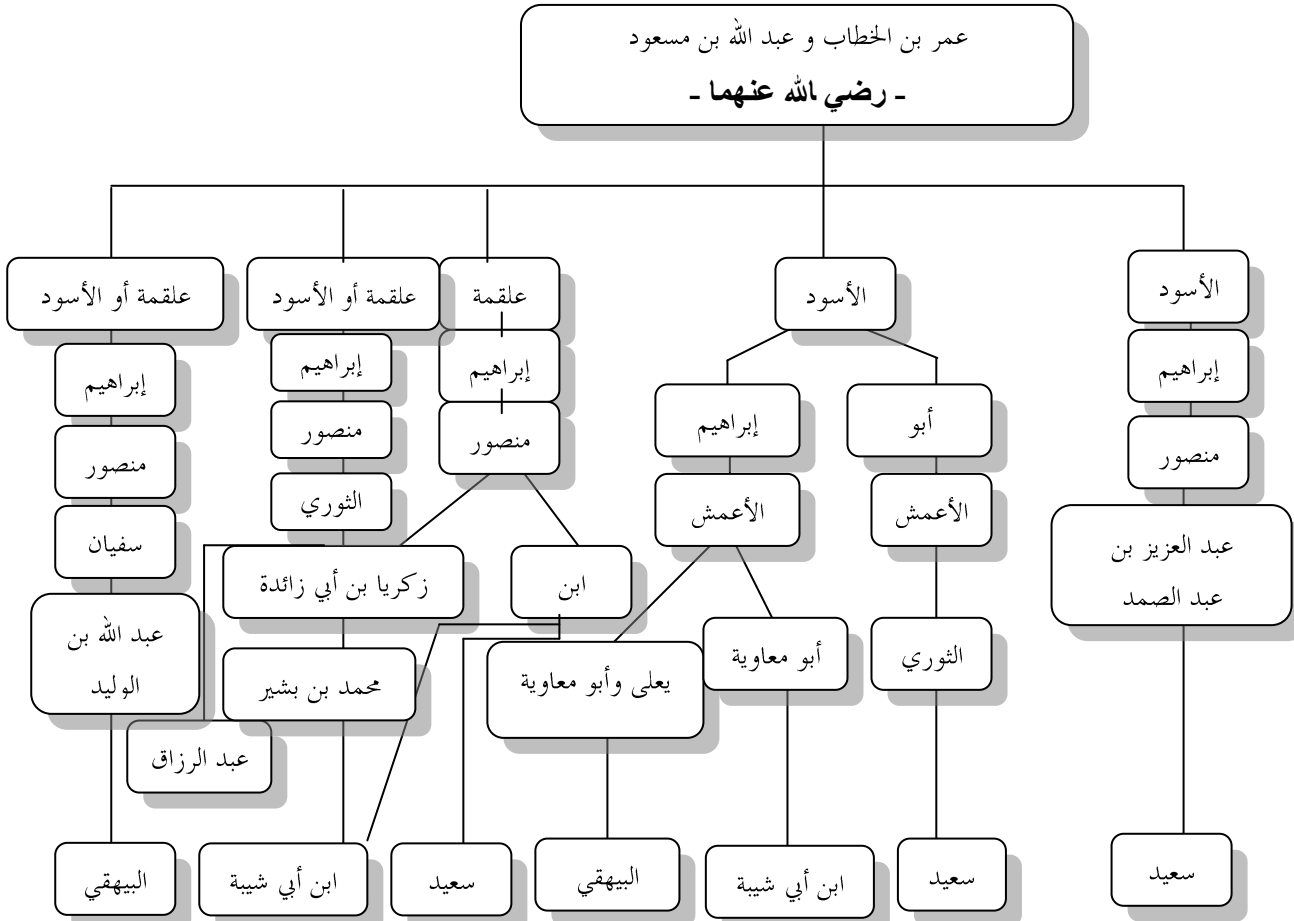 عمر بن الخطاب و عبد الله بن مسعود
- رضي الله عنهما -
الأسود
الأسود
علقمة
علقمة أو الأسود
علقمة أو الأسود
إبراهيم
إبراهيم
إبراهيم
إبراهيم
أبو
إبراهيم
منصور
منصور
منصور
منصور
الأعمش
الأعمش
الثوري
سفيان
عبد العزيز بن
عبد الصمد
ابن
زكريا بن أبي زائدة
عبد الله بن
الوليد
الثوري
أبو معاوية
يعلى وأبو معاوية
محمد بن بشير
عبد الرزاق
سعيد
سعيد
ابن أبي شيبة
البيهقي
سعيد
ابن أبي شيبة
البيهقي